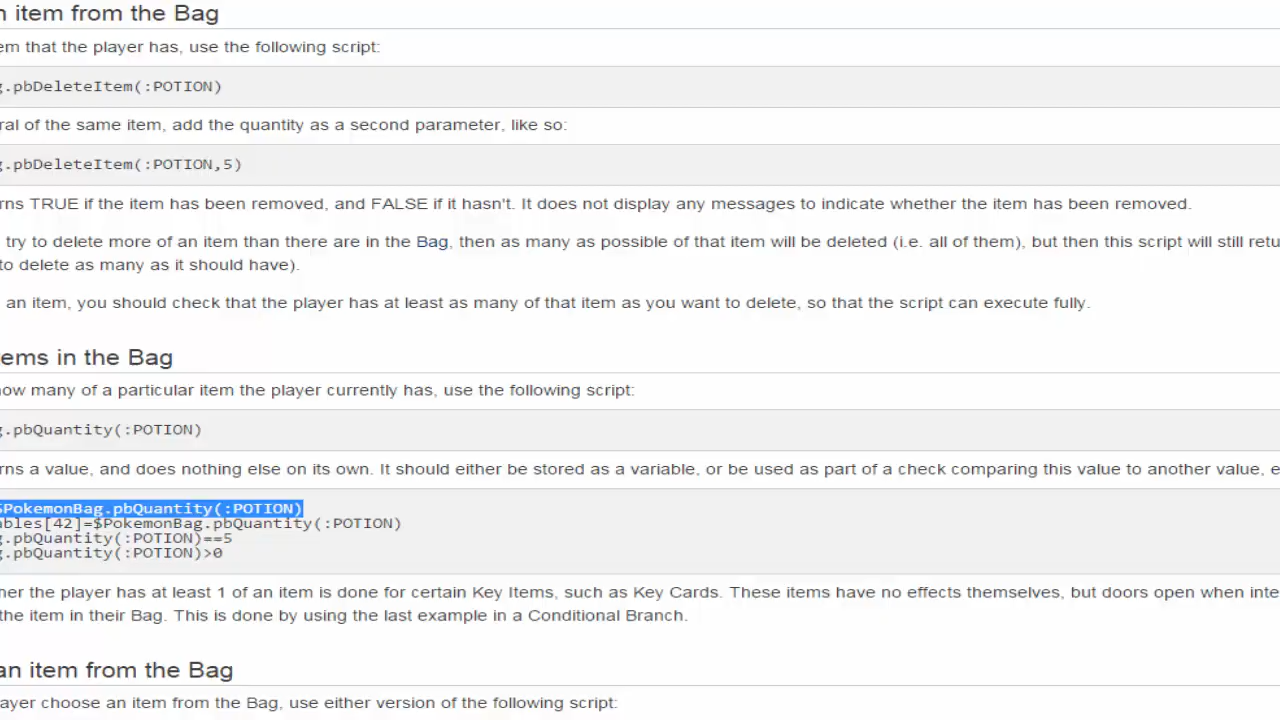 n item from the Bag
em that the player has, use the following script:
g.pbDeleteItem(:POTION)
ral of the same item, add the quantity as a second parameter, like so:
g.pbDeleteItem(:POTION,5)
rns TRUE if the item has been removed, and FALSE if it hasn't. It does not display any messages to indicate whether the item has been removed.
try to delete more of an item than there are in the Bag, then as many as possible of that item will be deleted (i.e. all of them), but then this script will still retu
to delete as many as it should have).
an item, you should check that the player has at least as many of that item as you want to delete, so that the script can execute fully.
ems in the Bag
how many of a particular item the player currently has, use the following script:
g.pbQuantity(:POTION)
rns a value, and does nothing else on its own. It should either be stored as a variable, or be used as part of a check comparing this value to another value, e
$PokemonBag.pbQuantity(:POTION)
ables[42]=$PokemonBag.pbQuantity(:POTION)
g.pbQuantity(:POTION)==5
g.pbQuantity(:POTION)>0
her the player has at least 1 of an item is done for certain Key Items, such as Key Cards. These items have no effects themselves, but doors open when inte
the item in their Bag. This is done by using the last example in a Conditional Branch.
an item from the Bag
ayer choose an item from the Bag, use either version of the following script: